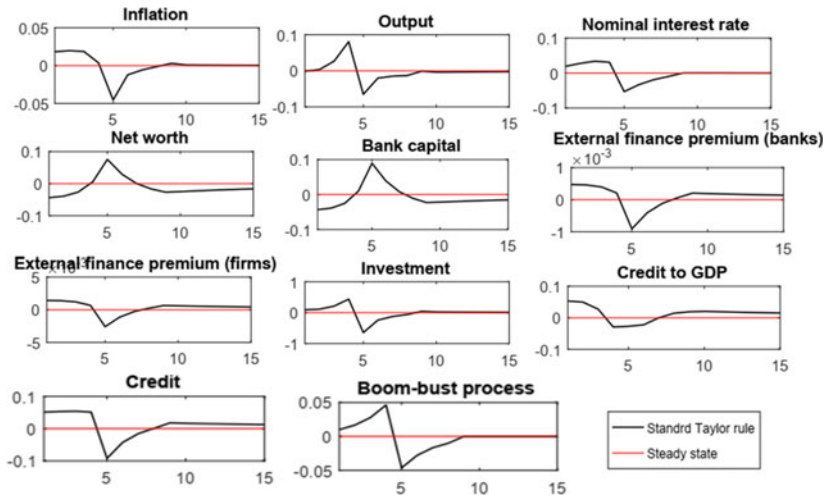 Inflation
Output
Nominal interest rate
0.05
0
-0.05
5 10 15
0.1
0
-0.1
5 10 15
0.1
0
-0.1
5 10 15
Net worth
Bank capital
External finance premium (banks)
0.1
0
-0.1
5 10 15
0.1
0
-0.1
5 10 15
×10-3
1
0
-1
5 10 15
External finance premium (firms)
Investment
Credit to GDP
5
0
-5
5 10 15
1
0
-1
5 10 15
0.1
0
-0.1
5 10 15
Credit
Boom-bust process
0.1
0
-0.1
5 10 15
0.05
0
-0.05
5 10 15
Standrd Taylor rule
Steady state